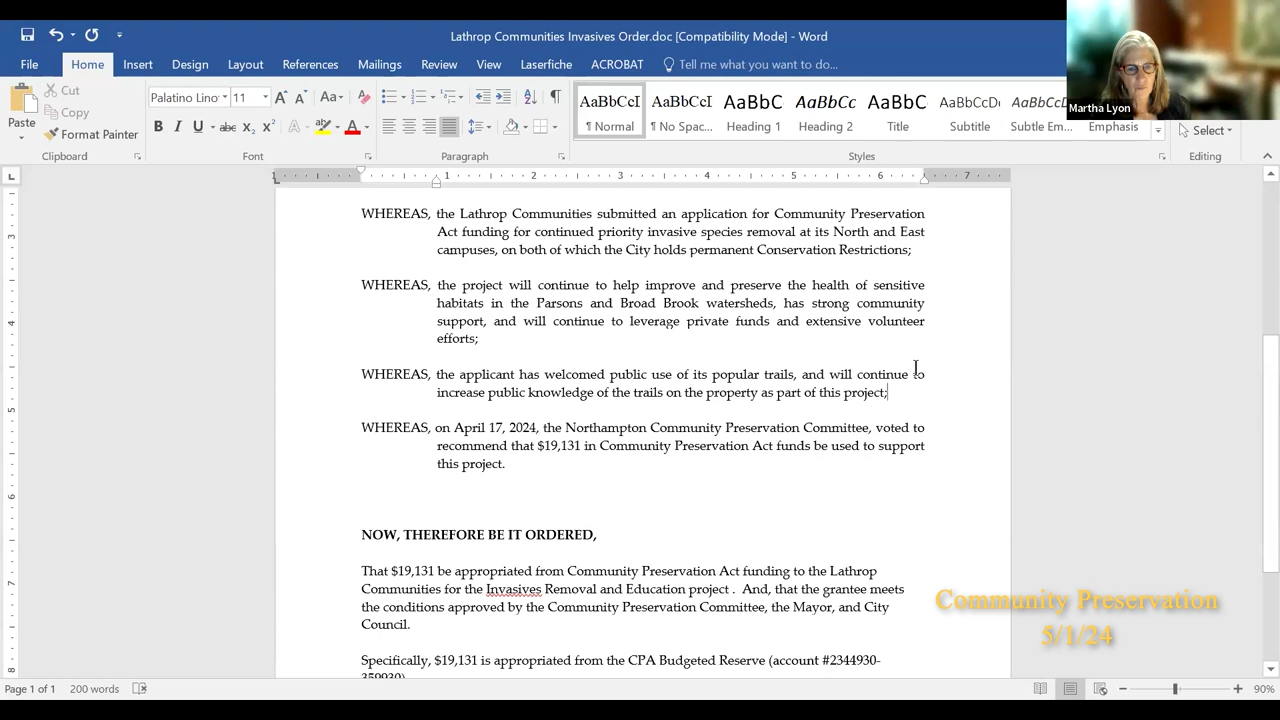 Lathrop Communities Invasives Order.doc [Compatibility Mode] - Word
File Home Insert Design Layout References Mailings Review View Laserfiche ACROBAT Tell me what you want to do...
Martha Lyon
Paste
Cut
Copy
Format Painter
Clipboard
Palatino Lino 11
Font
Paragraph
AaBbCcI AaBbCcI AaBbC AaBbCc AaBbC AaBbCcDc AaBbCcDc
¶ Normal ¶ No Spac... Heading 1 Heading 2 Title Subtitle Subtle Em... Emphasis
Styles
Select
Editing
1 1 2 3 4 5 6 7
WHEREAS, the Lathrop Communities submitted an application for Community Preservation
Act funding for continued priority invasive species removal at its North and East
campuses, on both of which the City holds permanent Conservation Restrictions;
WHEREAS, the project will continue to help improve and preserve the health of sensitive
habitats in the Parsons and Broad Brook watersheds, has strong community
support, and will continue to leverage private funds and extensive volunteer
efforts;
WHEREAS, the applicant has welcomed public use of its popular trails, and will continue to
increase public knowledge of the trails on the property as part of this project;
WHEREAS, on April 17, 2024, the Northampton Community Preservation Committee, voted to
recommend that $19,131 in Community Preservation Act funds be used to support
this project.
NOW, THEREFORE BE IT ORDERED,
That $19,131 be appropriated from Community Preservation Act funding to the Lathrop
Communities for the Invasives Removal and Education project . And, that the grantee meets
the conditions approved by the Community Preservation Committee, the Mayor, and City
Council.
Specifically, $19,131 is appropriated from the CPA Budgeted Reserve (account #2344930-
359930)
Community Preservation
5/1/24
Page 1 of 1 200 words
90%